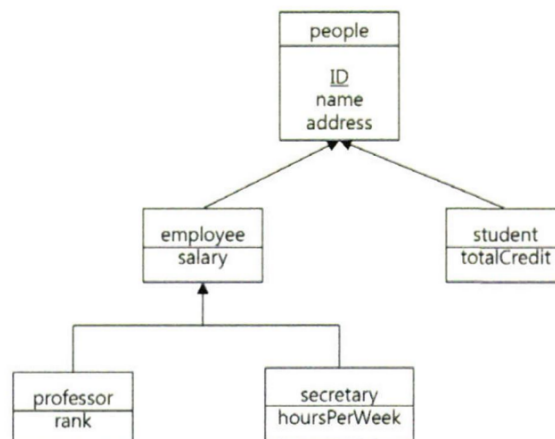 people
ID
name
address
employee
salary
student
totalCredit
professor
rank
secretary
hoursPerWeek